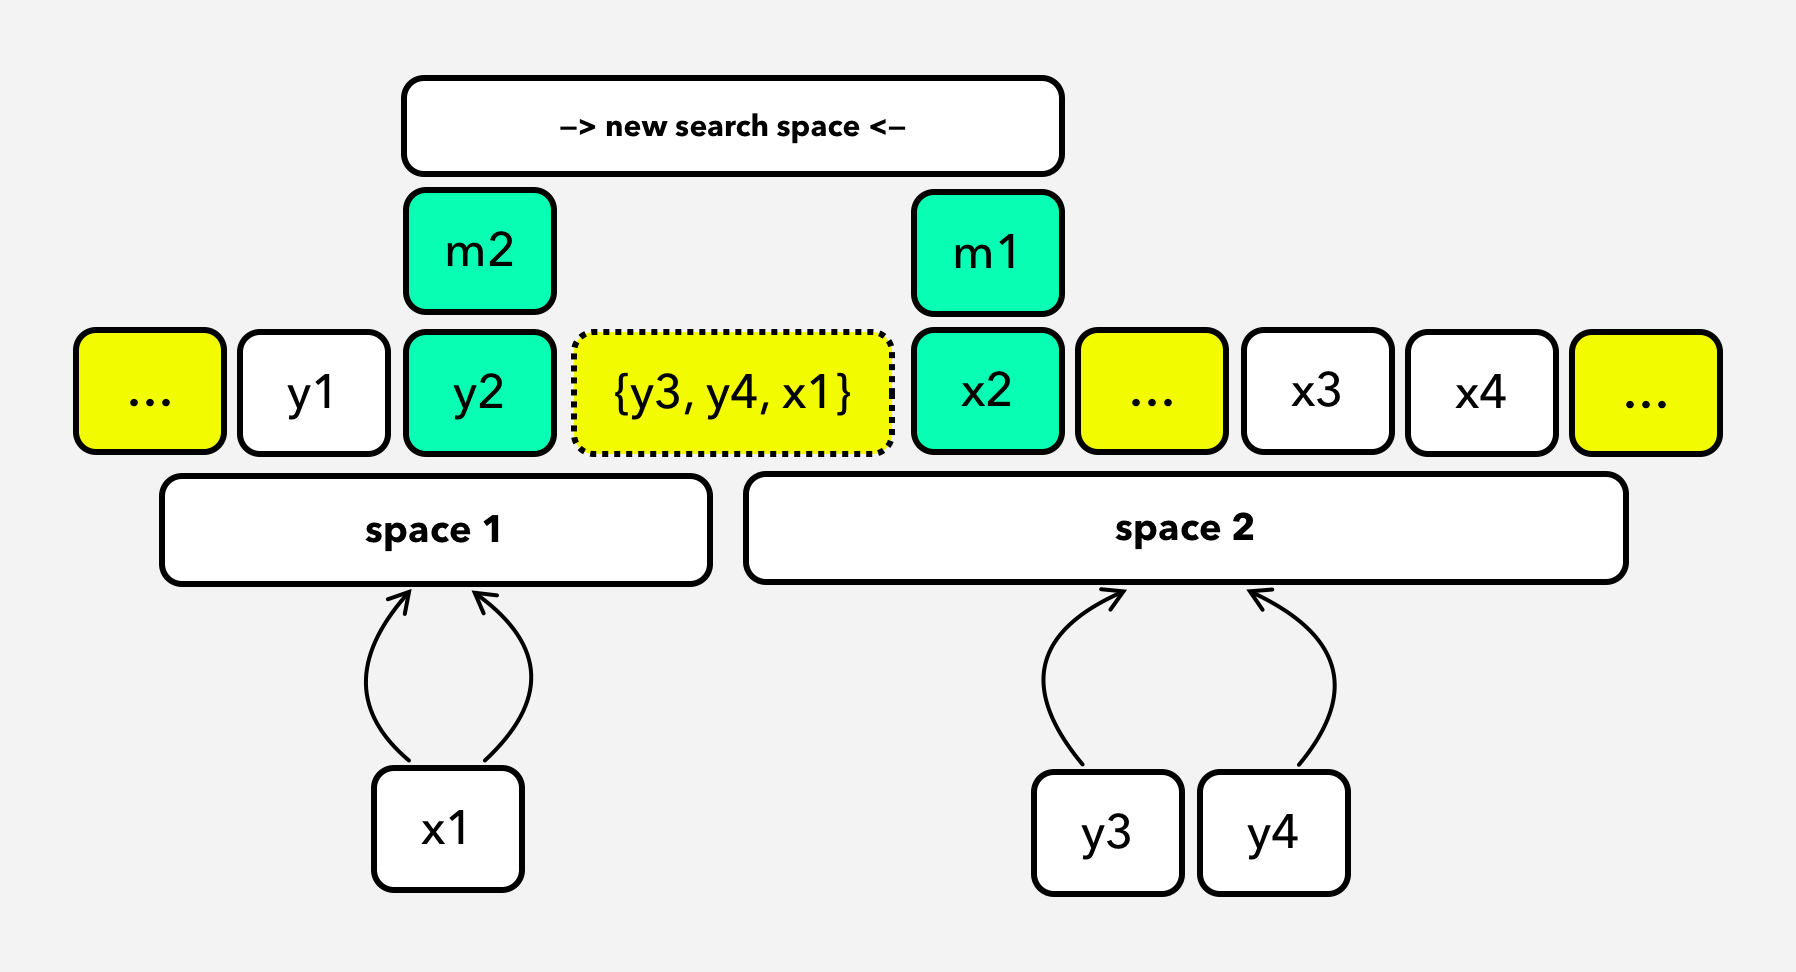 —> new search space <—
m2
m1
...
y1
y2
{y3, y4, x1}
x2
...
x3
x4
...
space 1
space 2
x1
y3
y4